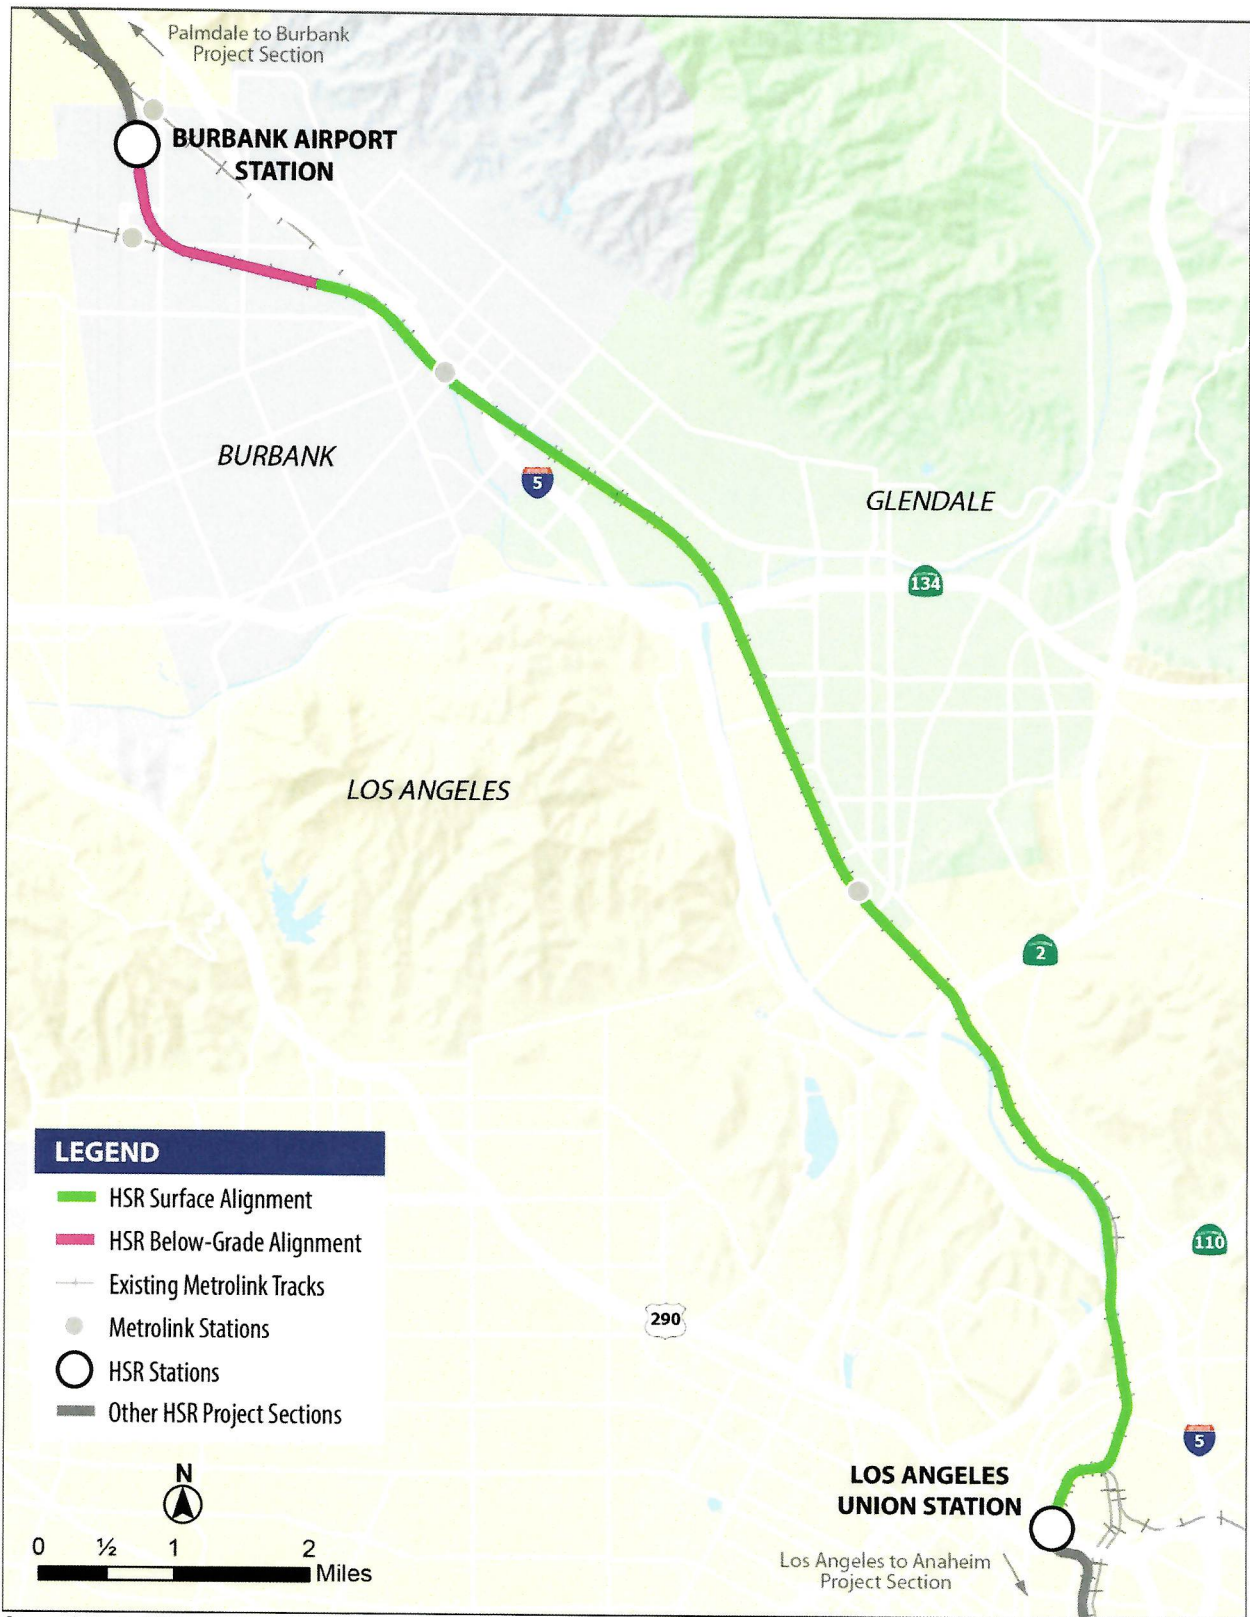 Palmdale to Burbank
Project Section
BURBANK AIRPORT
STATION
BURBANK
5
GLENDALE
134
LOS ANGELES
2
LEGEND
HSR Surface Alignment
HSR Below-Grade Alignment
Existing Metrolink Tracks
Metrolink Stations
HSR Stations
Other HSR Project Sections
110
290
N
0 ½ 1 2
Miles
5
LOS ANGELES
UNION STATION
Los Angeles to Anaheim
Project Section